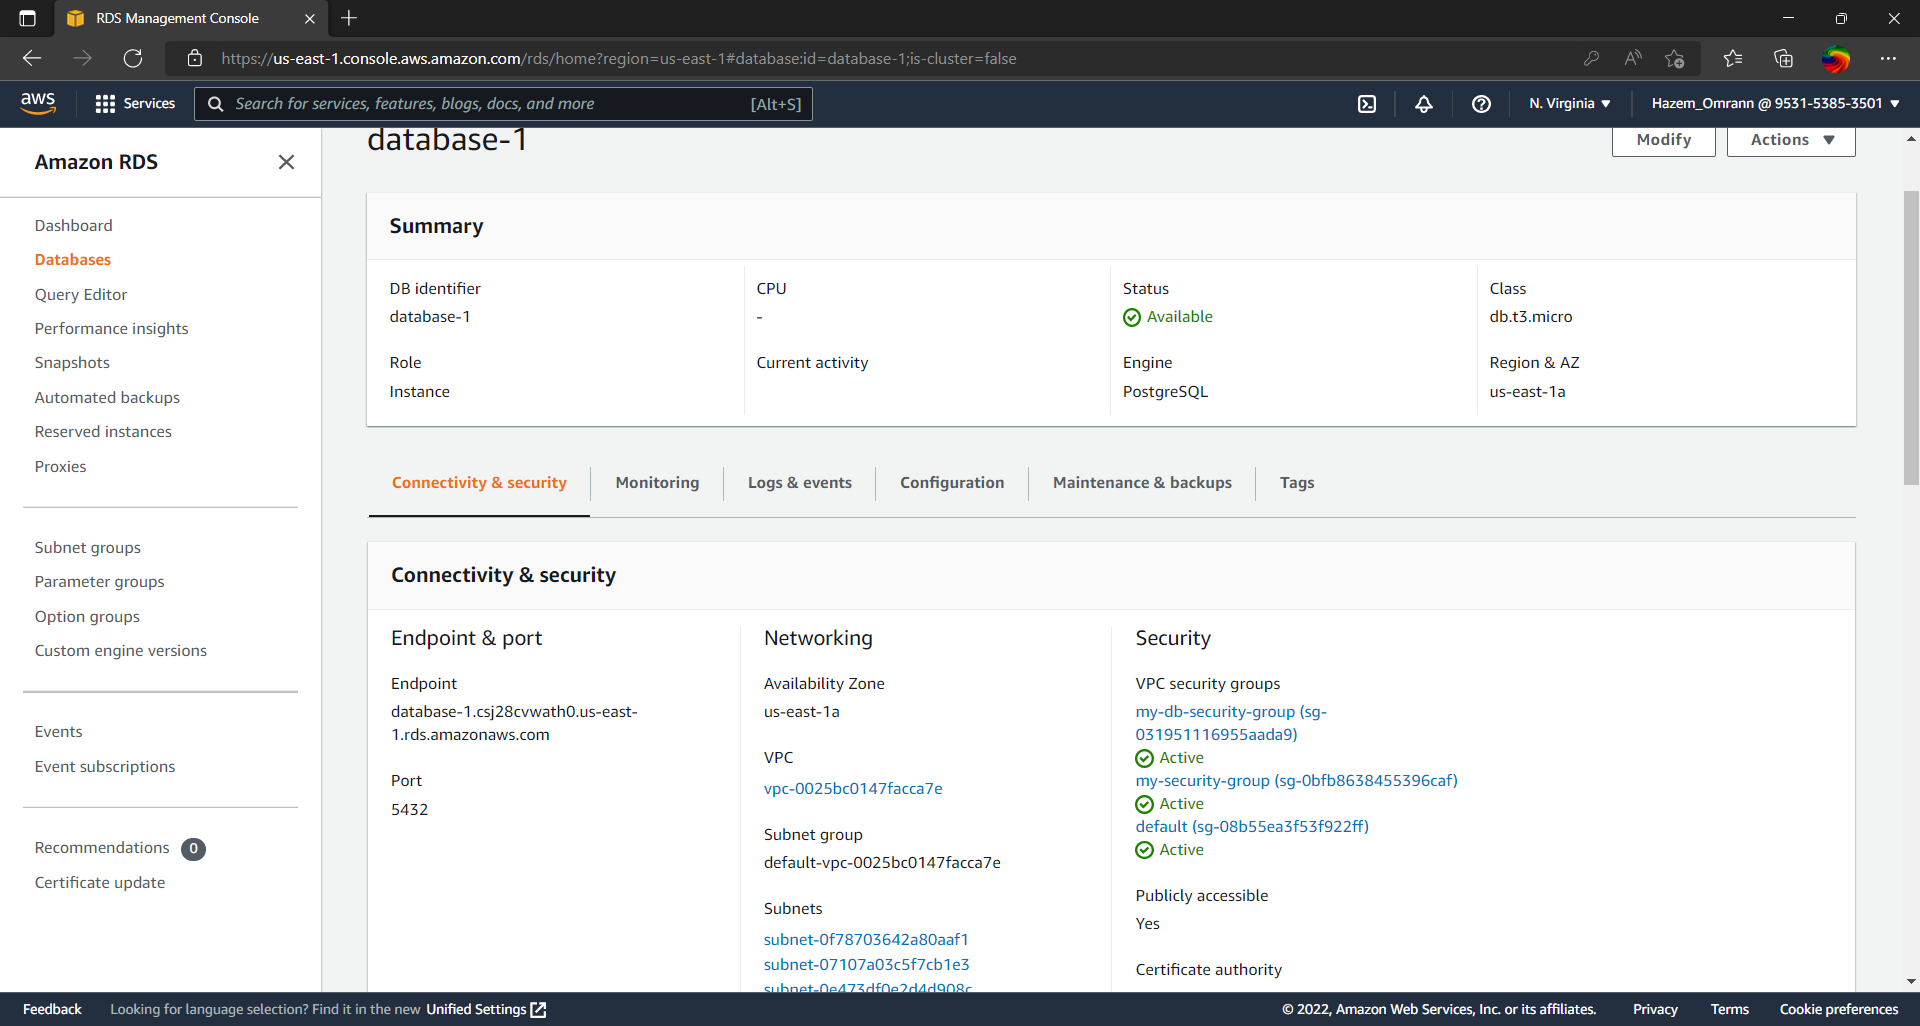 RDS Management Console
https://us-east-1.console.aws.amazon.com/rds/home?region=us-east-1#database:id=database-1;is-cluster=false
aws
Services
Search for services, features, blogs, docs, and more
[Alt+S]
N. Virginia
Hazem_Omrann @ 9531-5385-3501
Amazon RDS
Dashboard
Databases
Query Editor
Performance insights
Snapshots
Automated backups
Reserved instances
Proxies
Subnet groups
Parameter groups
Option groups
Custom engine versions
Events
Event subscriptions
Recommendations 0
Certificate update
database-1
Modify
Actions
Summary
DB identifier
database-1
CPU
-
Status
Available
Class
db.t3.micro
Role
Instance
Current activity
Engine
PostgreSQL
Region & AZ
us-east-1a
Connectivity & security
Monitoring
Logs & events
Configuration
Maintenance & backups
Tags
Connectivity & security
Endpoint & port
Endpoint
database-1.csj28cvwath0.us-east-
1.rds.amazonaws.com
Port
5432
Networking
Availability Zone
us-east-1a
VPC
vpc-0025bc0147facca7e
Subnet group
default-vpc-0025bc0147facca7e
Subnets
subnet-0f78703642a80aaf1
subnet-07107a03c5f7cb1e3
subnet-0e473df0e2d4d908c
Security
VPC security groups
my-db-security-group (sg-
031951116955aada9)
Active
my-security-group (sg-0bfb8638455396caf)
Active
default (sg-08b55ea3f53f922ff)
Active
Publicly accessible
Yes
Certificate authority
Feedback
Looking for language selection? Find it in the new Unified Settings
© 2022, Amazon Web Services, Inc. or its affiliates.
Privacy
Terms
Cookie preferences